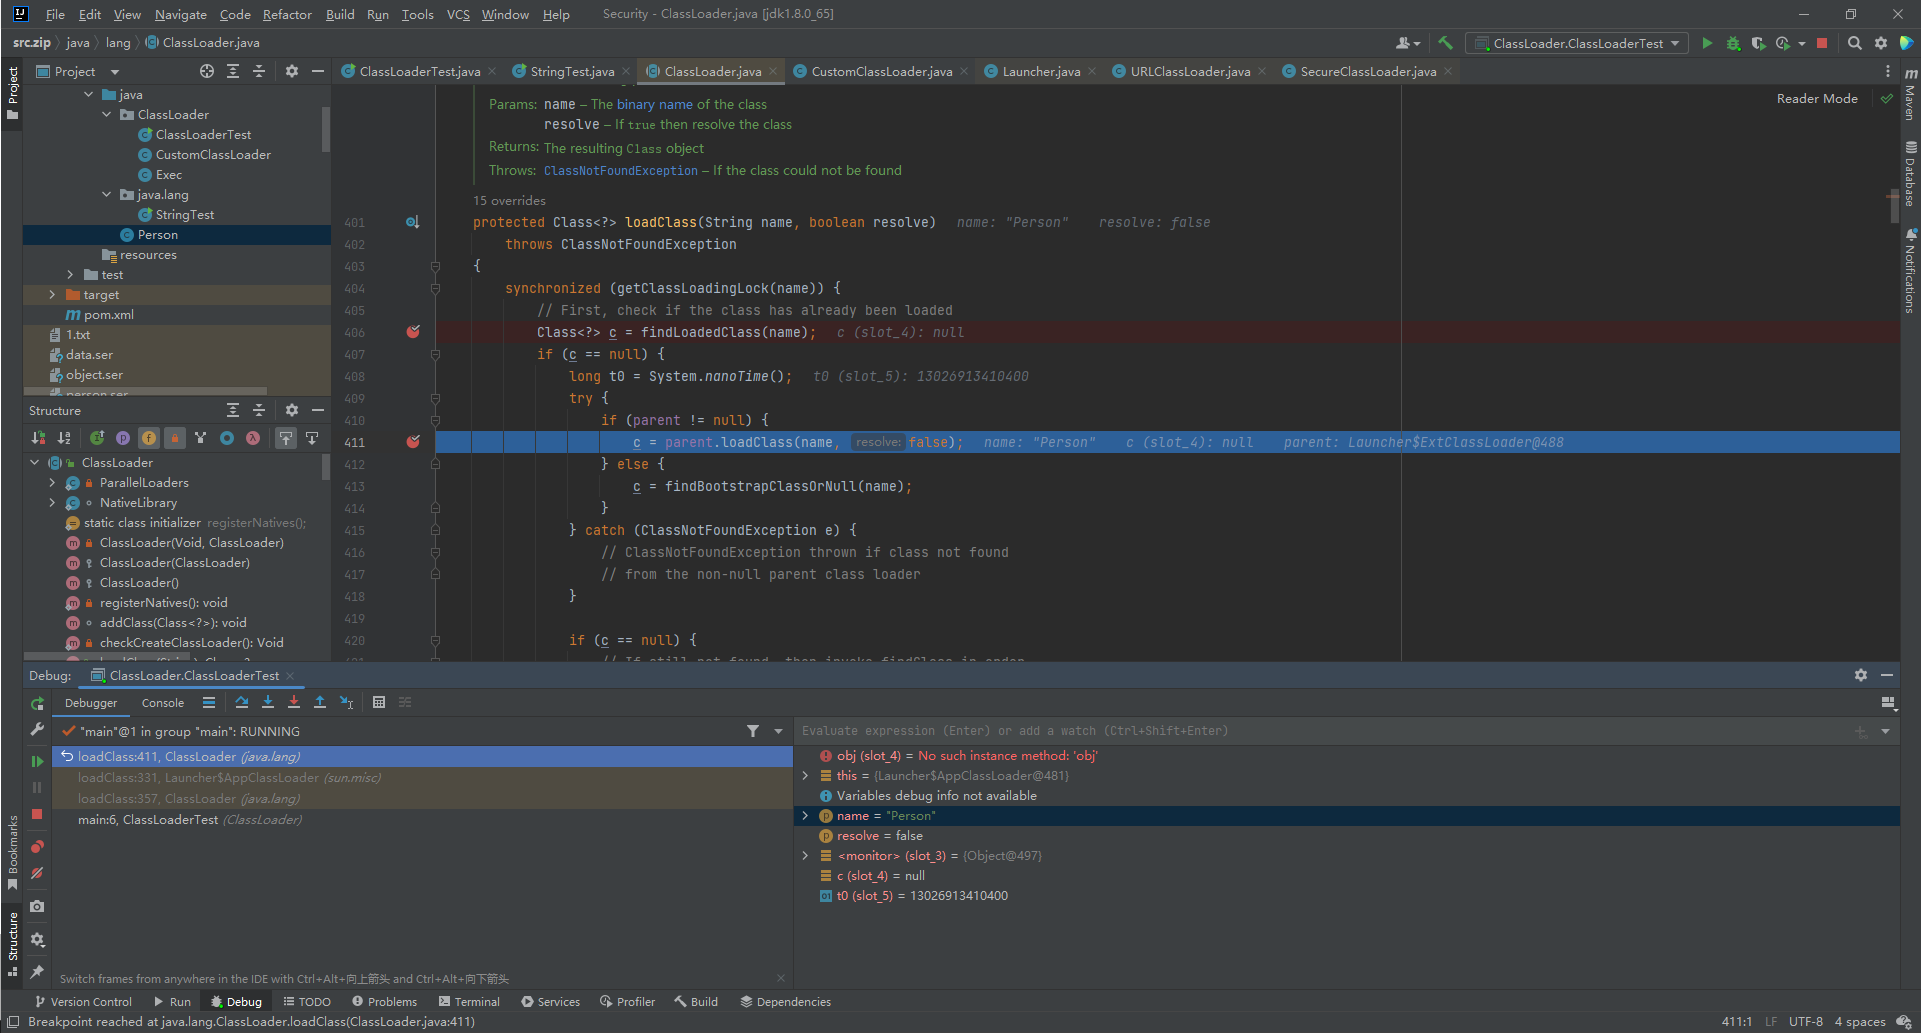 File Edit View Navigate Code Refactor Build Run Tools VCS Window Help Security - ClassLoader.java [jdk1.8.0_65]
src.zip java lang ClassLoader.java
ClassLoader.ClassLoaderTest
Project
ClassLoaderTest.java StringTest.java ClassLoader.java CustomClassLoader.java Launcher.java URLClassLoader.java SecureClassLoader.java
Project
java
ClassLoader
ClassLoaderTest
CustomClassLoader
Exec
java.lang
StringTest
Person
resources
test
target
pom.xml
1.txt
data.ser
object.ser
person.ser
Structure
ClassLoader
ParallelLoaders
NativeLibrary
static class initializer registerNatives();
ClassLoader(Void, ClassLoader)
ClassLoader(ClassLoader)
ClassLoader()
registerNatives(): void
addClass(Class<?>): void
checkCreateClassLoader(): Void
Reader Mode
Maven
Database
Notifications
Params: name – The binary name of the class
resolve – If true then resolve the class
Returns: The resulting Class object
Throws: ClassNotFoundException – If the class could not be found
15 overrides
401 protected Class<?> loadClass(String name, boolean resolve) name: "Person" resolve: false
402 throws ClassNotFoundException
403 {
404 synchronized (getClassLoadingLock(name)) {
405 // First, check if the class has already been loaded
406 Class<?> c = findLoadedClass(name); c (slot_4): null
407 if (c == null) {
408 long t0 = System.nanoTime(); t0 (slot_5): 13026913410400
409 try {
410 if (parent != null) {
411 c = parent.loadClass(name, resolve: false); name: "Person" c (slot_4): null parent: Launcher$ExtClassLoader@488
412 } else {
413 c = findBootstrapClassOrNull(name);
414 }
415 } catch (ClassNotFoundException e) {
416 // ClassNotFoundException thrown if class not found
417 // from the non-null parent class loader
418 }
419
420 if (c == null) {
// If still not found, then invoke findClass in order
Debug: ClassLoader.ClassLoaderTest
Debugger Console
"main"@1 in group "main": RUNNING
loadClass:411, ClassLoader (java.lang)
loadClass:331, Launcher$AppClassLoader (sun.misc)
loadClass:357, ClassLoader (java.lang)
main:6, ClassLoaderTest (ClassLoader)
Switch frames from anywhere in the IDE with Ctrl+Alt+向上箭头 and Ctrl+Alt+向下箭头
Evaluate expression (Enter) or add a watch (Ctrl+Shift+Enter)
obj (slot_4) = No such instance method: 'obj'
this = {Launcher$AppClassLoader@481}
Variables debug info not available
name = "Person"
resolve = false
<monitor> (slot_3) = {Object@497}
c (slot_4) = null
t0 (slot_5) = 13026913410400
Bookmarks
Structure
Version Control Run Debug TODO Problems Terminal Services Profiler Build Dependencies
Breakpoint reached at java.lang.ClassLoader.loadClass(ClassLoader.java:411)
411:1 LF UTF-8 4 spaces